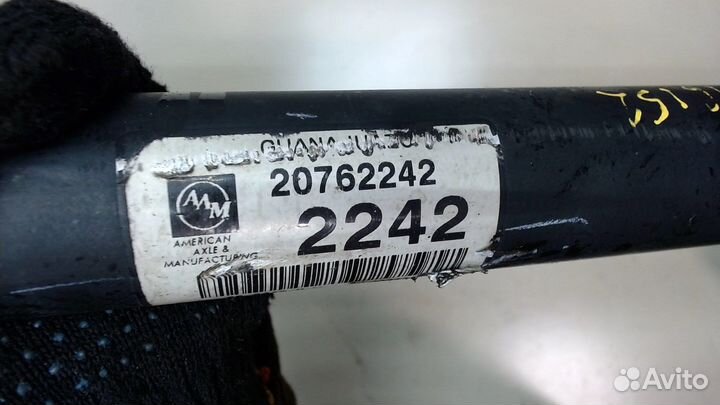 20762242
AAM
2242
AMERICAN
AXLE &
MANUFACTURING
Avito